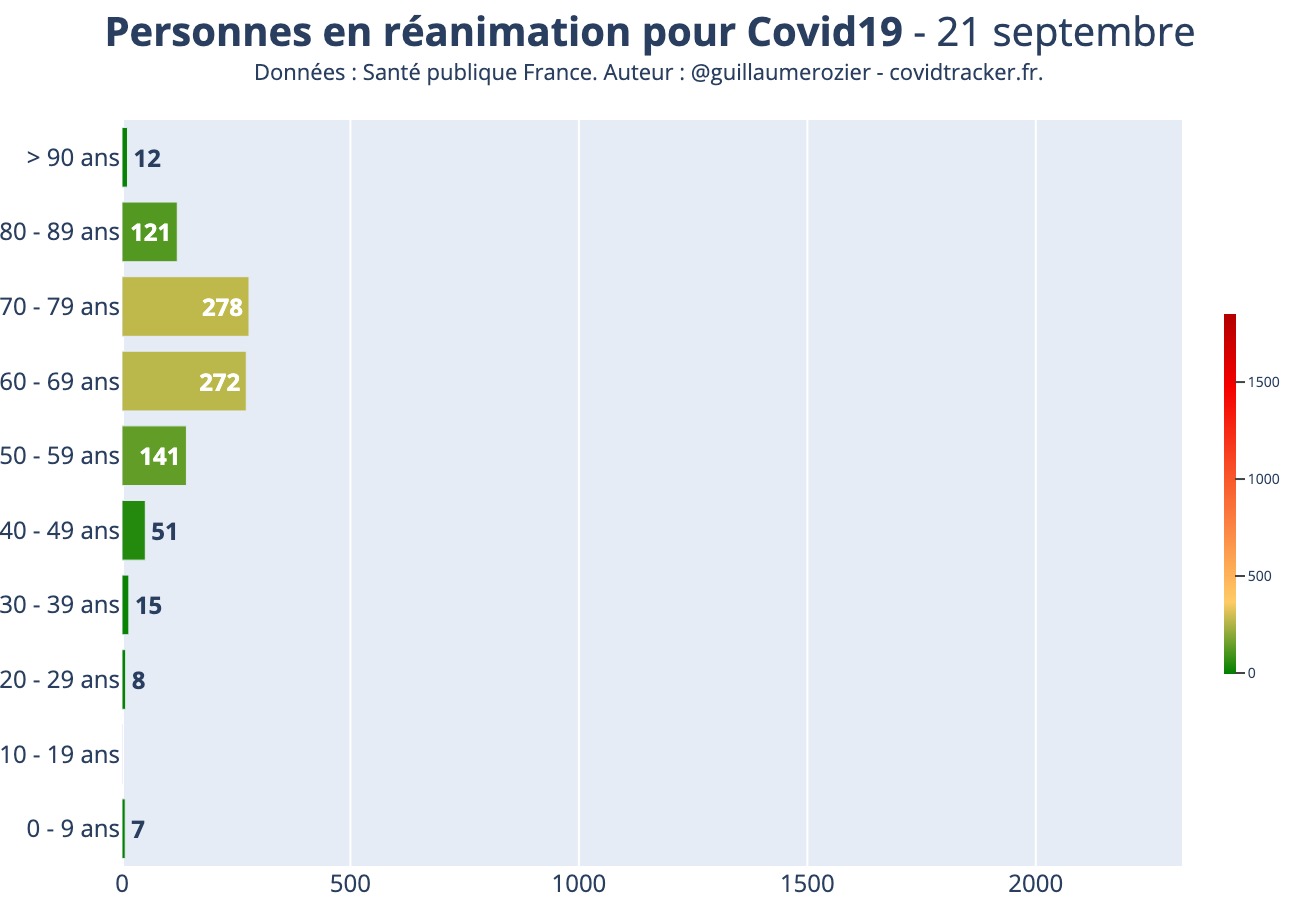 Personnes en réanimation pour Covid19 - 21 septembre
Données : Santé publique France. Auteur : @guillaumerozier - covidtracker.fr.
> 90 ans 12
80 - 89 ans 121
70 - 79 ans 278
60 - 69 ans 272
50 - 59 ans 141
40 - 49 ans 51
30 - 39 ans 15
20 - 29 ans 8
10 - 19 ans
0 - 9 ans 7
0 500 1000 1500 2000
1500
1000
500
0